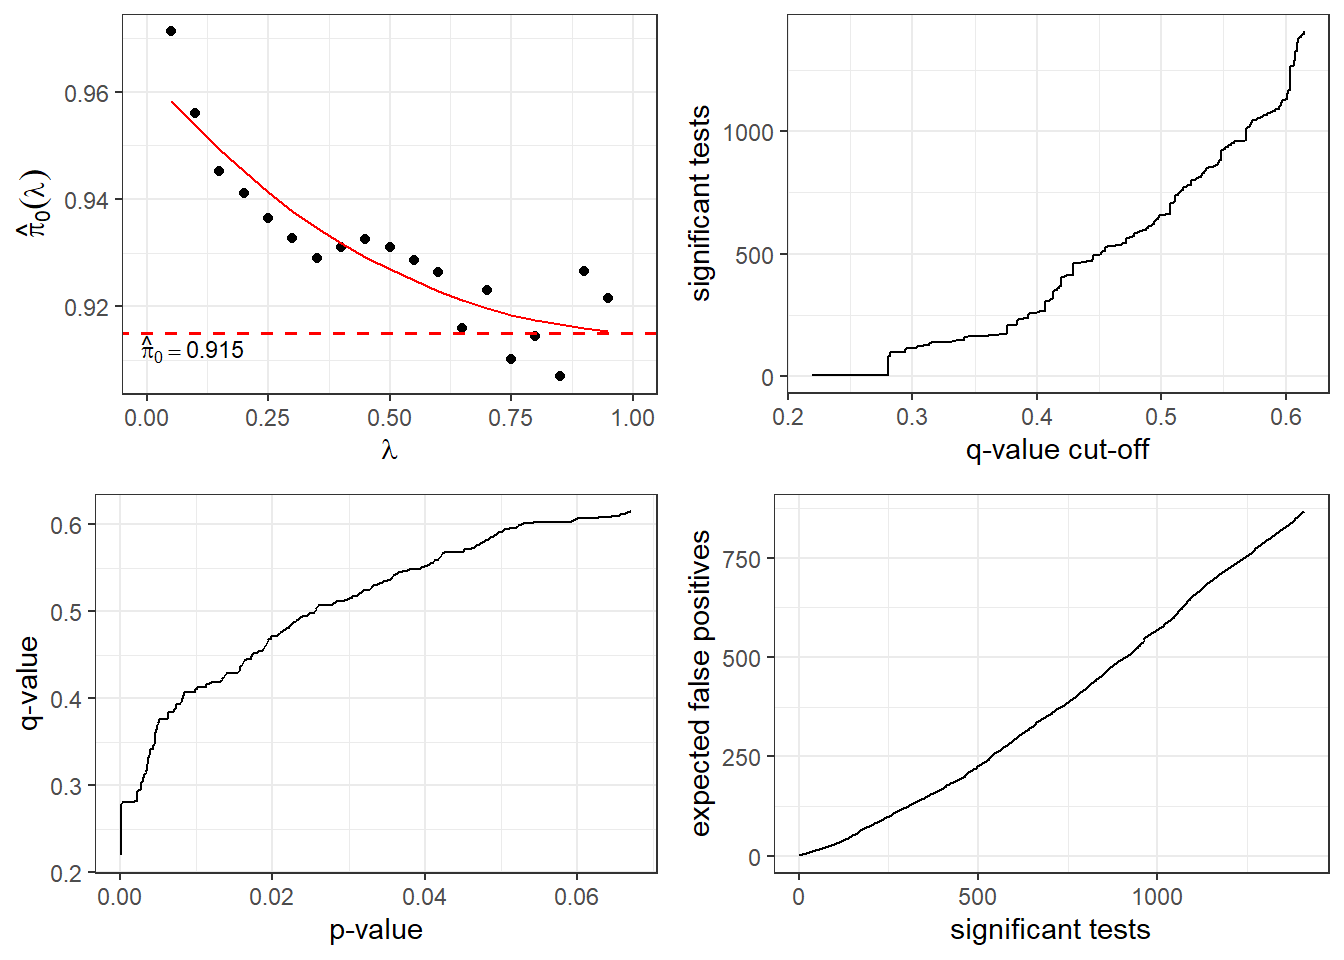 0.96
0.94
0.92
π̂₀(λ)
π̂₀ = 0.915
0.00 0.25 0.50 0.75 1.00
λ
1000
500
0
significant tests
0.2 0.3 0.4 0.5 0.6
q-value cut-off
0.6
0.5
0.4
0.3
0.2
q-value
0.00 0.02 0.04 0.06
p-value
750
500
250
0
expected false positives
0 500 1000
significant tests